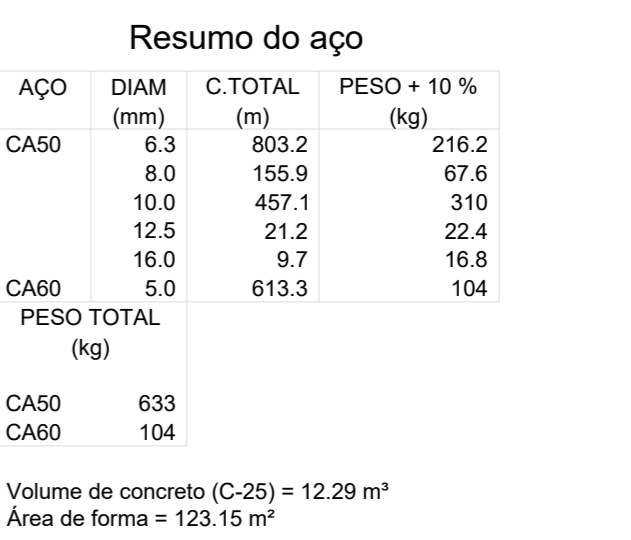 Resumo do aço
AÇO DIAM C.TOTAL PESO + 10 %
(mm) (m) (kg)
CA50 6.3 803.2 216.2
8.0 155.9 67.6
10.0 457.1 310
12.5 21.2 22.4
16.0 9.7 16.8
CA60 5.0 613.3 104
PESO TOTAL
(kg)
CA50 633
CA60 104
Volume de concreto (C-25) = 12.29 m³
Área de forma = 123.15 m²